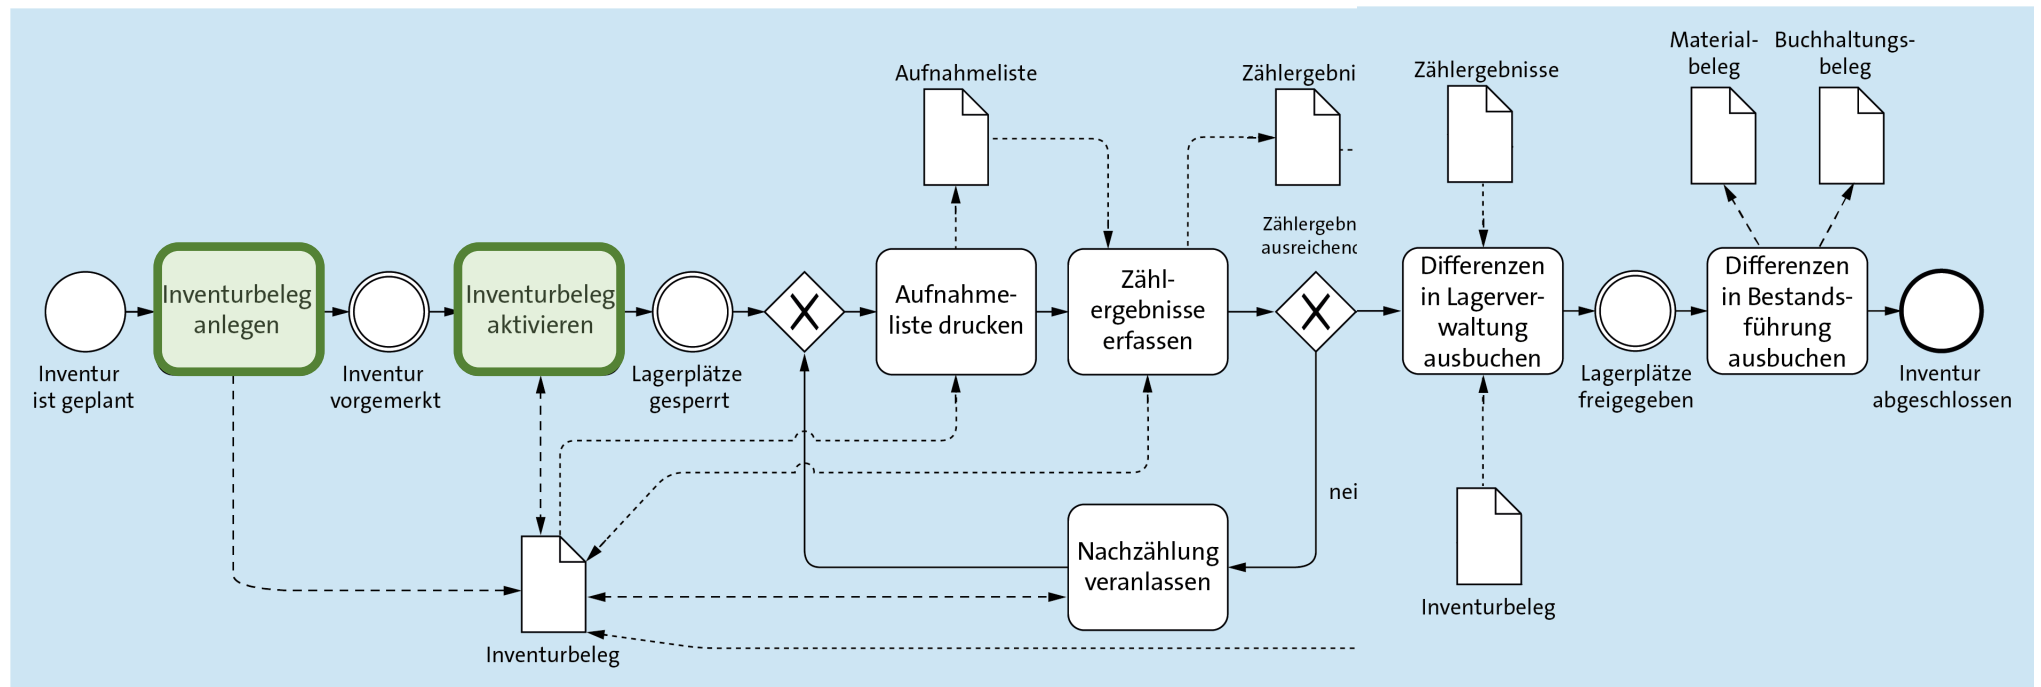 Material-
beleg
Buchhaltungs-
beleg
Aufnahmeliste
Zählergebni
Zählergebnisse
Zählergebn
ausreichend
Inventurbeleg
anlegen
Inventurbeleg
aktivieren
Aufnahme-
liste drucken
Zähl-
ergebnisse
erfassen
Differenzen
in Lagerver-
waltung
ausbuchen
Differenzen
in Bestands-
führung
ausbuchen
Inventur
ist geplant
Inventur
vorgemerkt
Lagerplätze
gesperrt
Lagerplätze
freigegeben
Inventur
abgeschlossen
nei
Nachzählung
veranlassen
Inventurbeleg
Inventurbeleg